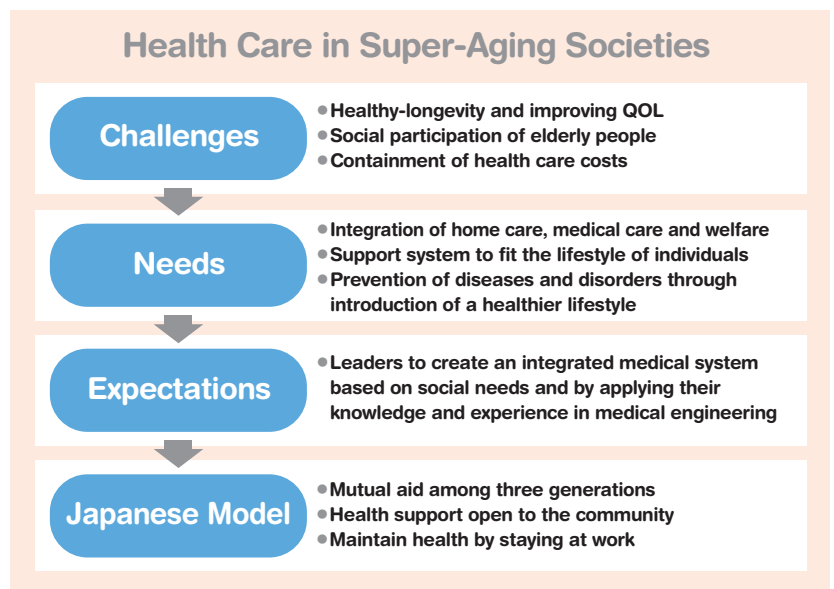 Health Care in Super-Aging Societies
Challenges
●Healthy-longevity and improving QOL
●Social participation of elderly people
●Containment of health care costs
Needs
●Integration of home care, medical care and welfare
●Support system to fit the lifestyle of individuals
●Prevention of diseases and disorders through
introduction of a healthier lifestyle
Expectations
●Leaders to create an integrated medical system
based on social needs and by applying their
knowledge and experience in medical engineering
Japanese Model
●Mutual aid among three generations
●Health support open to the community
●Maintain health by staying at work